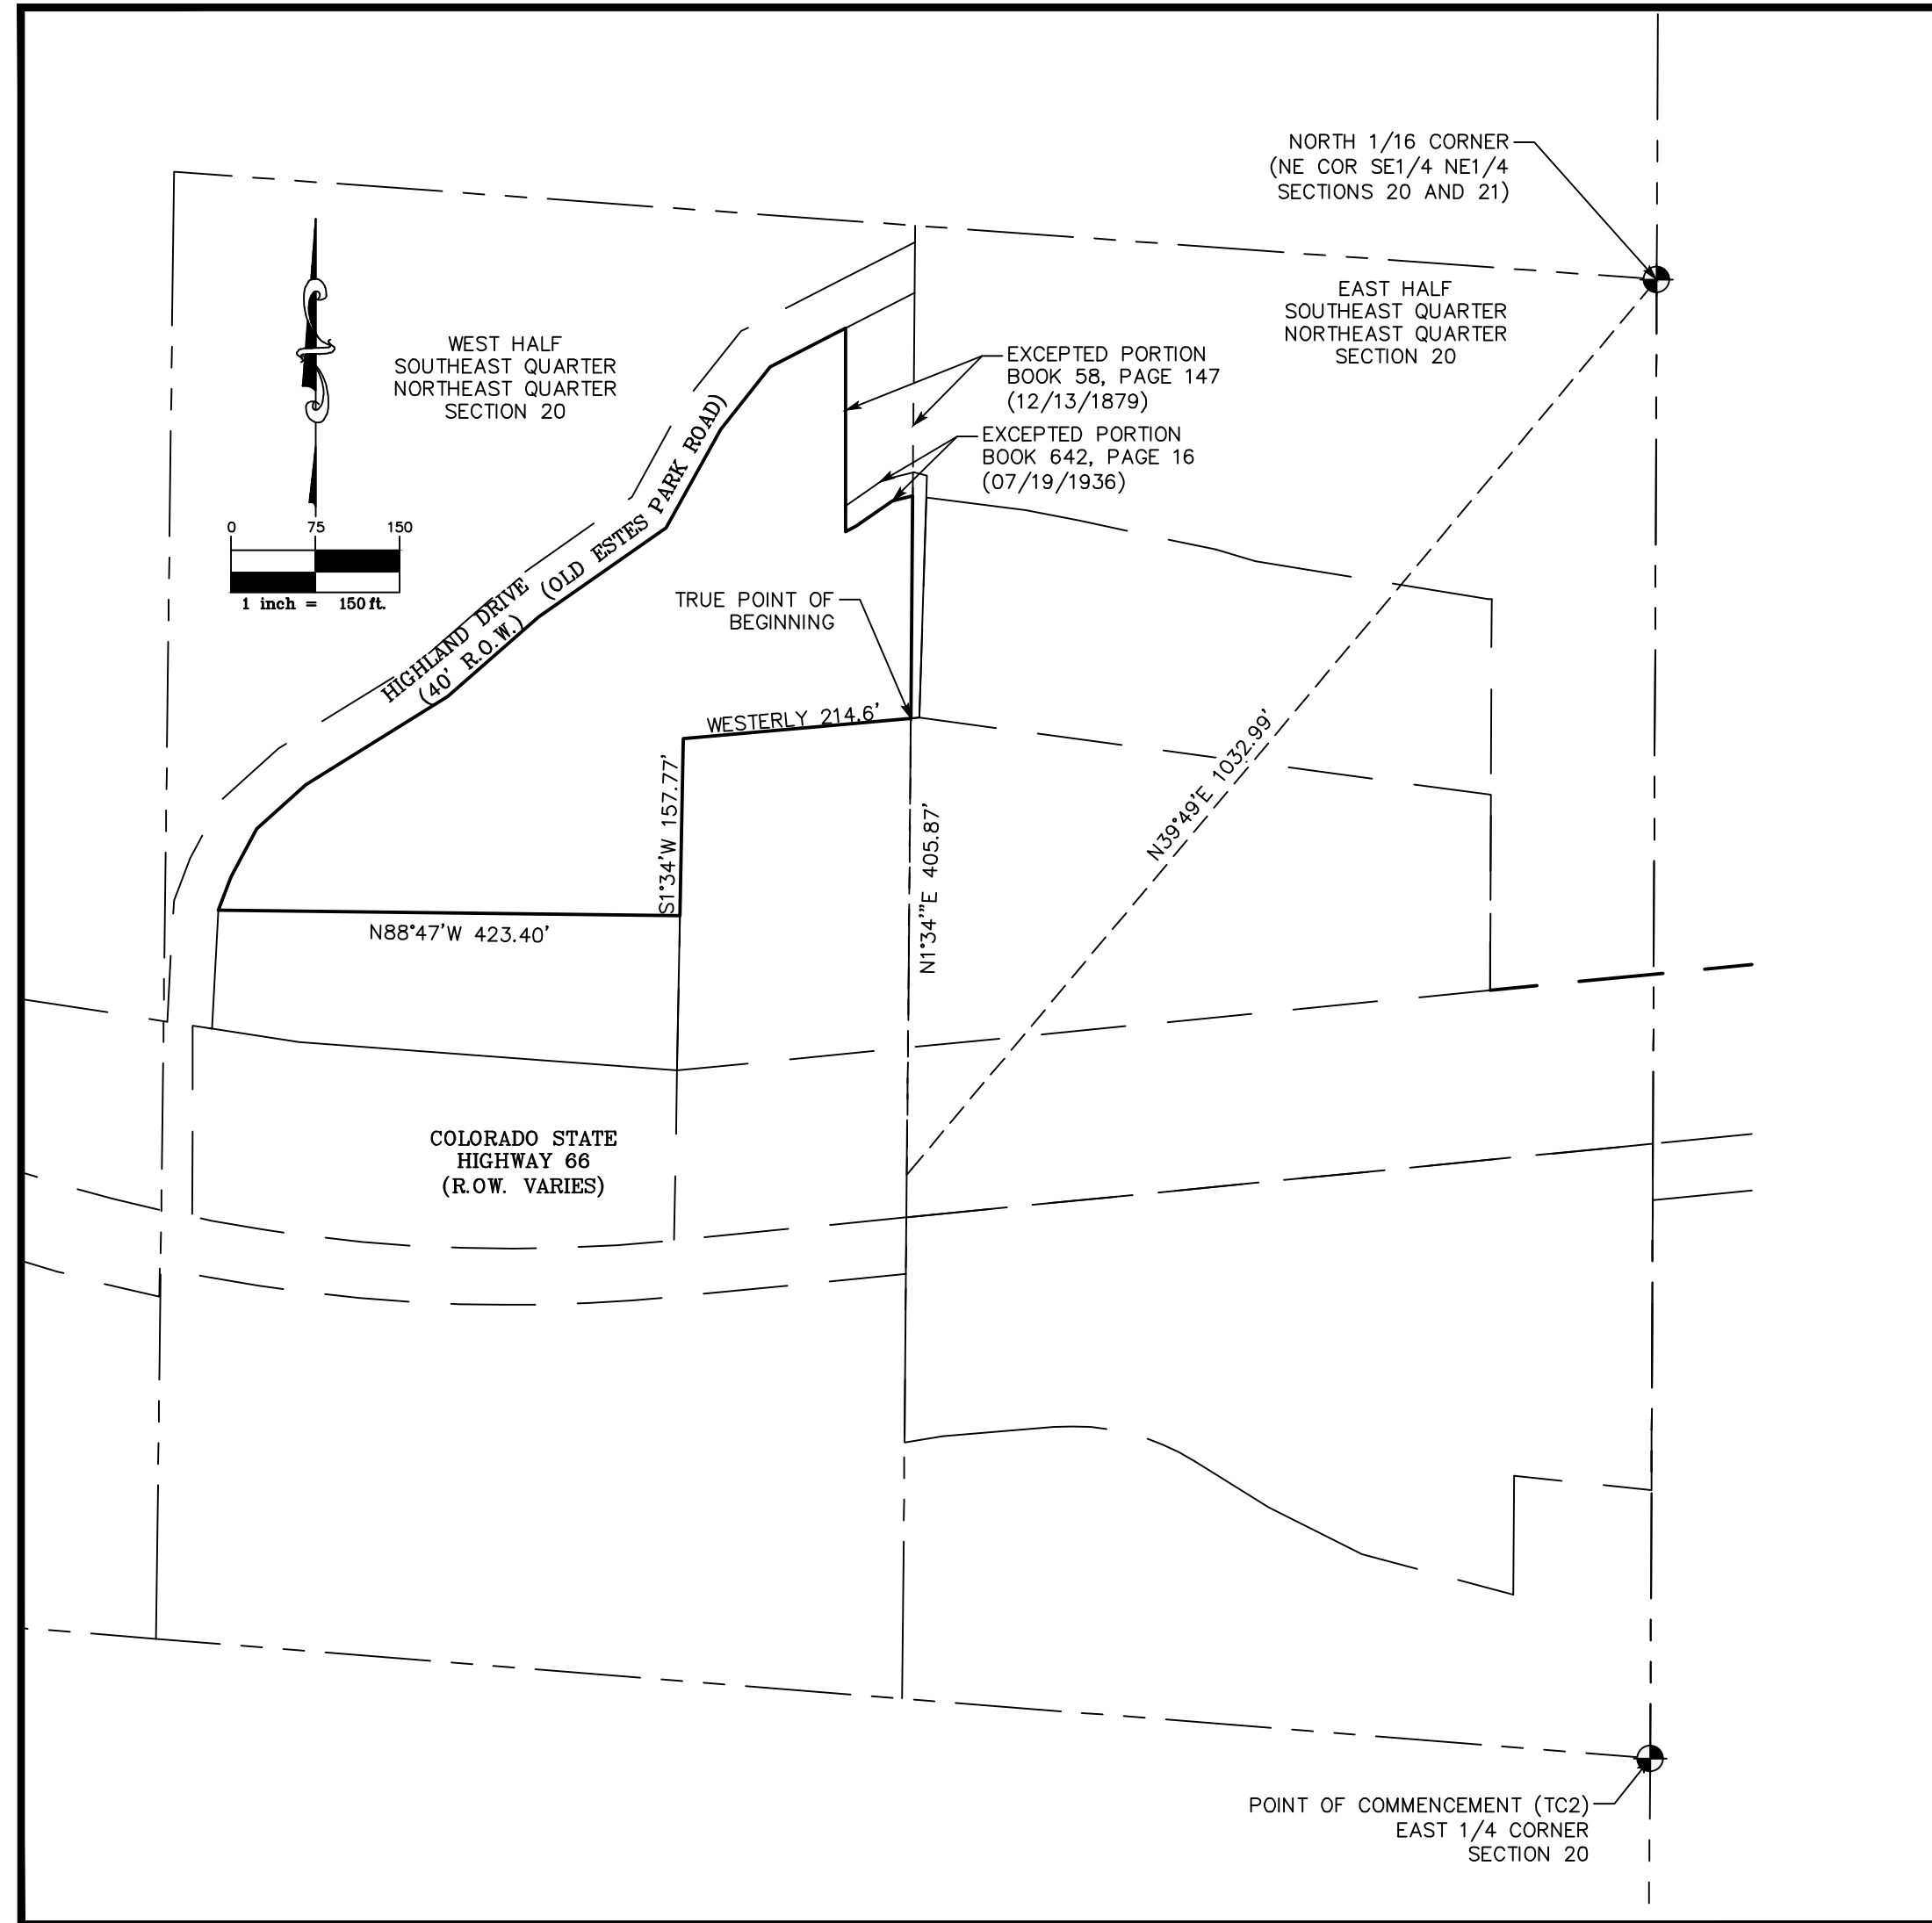 NORTH 1/16 CORNER
(NE COR SE1/4 NE1/4
SECTIONS 20 AND 21)
EAST HALF
SOUTHEAST QUARTER
NORTHEAST QUARTER
SECTION 20
WEST HALF
SOUTHEAST QUARTER
NORTHEAST QUARTER
SECTION 20
EXCEPTED PORTION
BOOK 58, PAGE 147
(12/13/1879)
EXCEPTED PORTION
BOOK 642, PAGE 16
(07/19/1936)
0 75 150
1 inch = 150 ft.
HIGHLAND DRIVE (OLD ESTES PARK ROAD)
(40' R.O.W.)
TRUE POINT OF
BEGINNING
WESTERLY 214.6'
S1°34'W 157.77'
N1°34'"E 405.87'
N39°49'E 1032.99'
N88°47'W 423.40'
COLORADO STATE
HIGHWAY 66
(R.OW. VARIES)
POINT OF COMMENCEMENT (TC2)
EAST 1/4 CORNER
SECTION 20